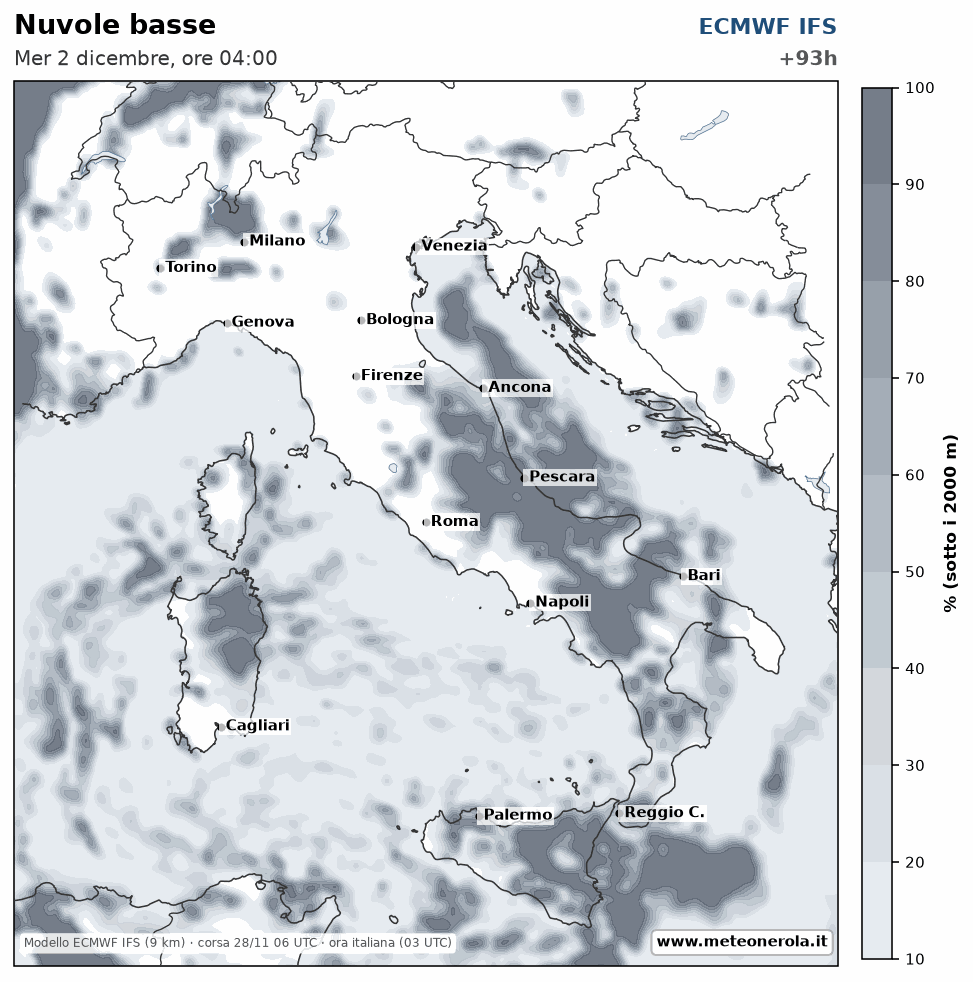 Nuvole basse
ECMWF IFS
Mer 2 dicembre, ore 04:00
+93h
100
90
80
70
60
50
40
30
20
10
% (sotto i 2000 m)
Milano
Venezia
Torino
Genova
Bologna
Firenze
Ancona
Pescara
Roma
Bari
Napoli
Cagliari
Palermo
Reggio C.
Modello ECMWF IFS (9 km) · corsa 28/11 06 UTC · ora italiana (03 UTC)
www.meteonerola.it